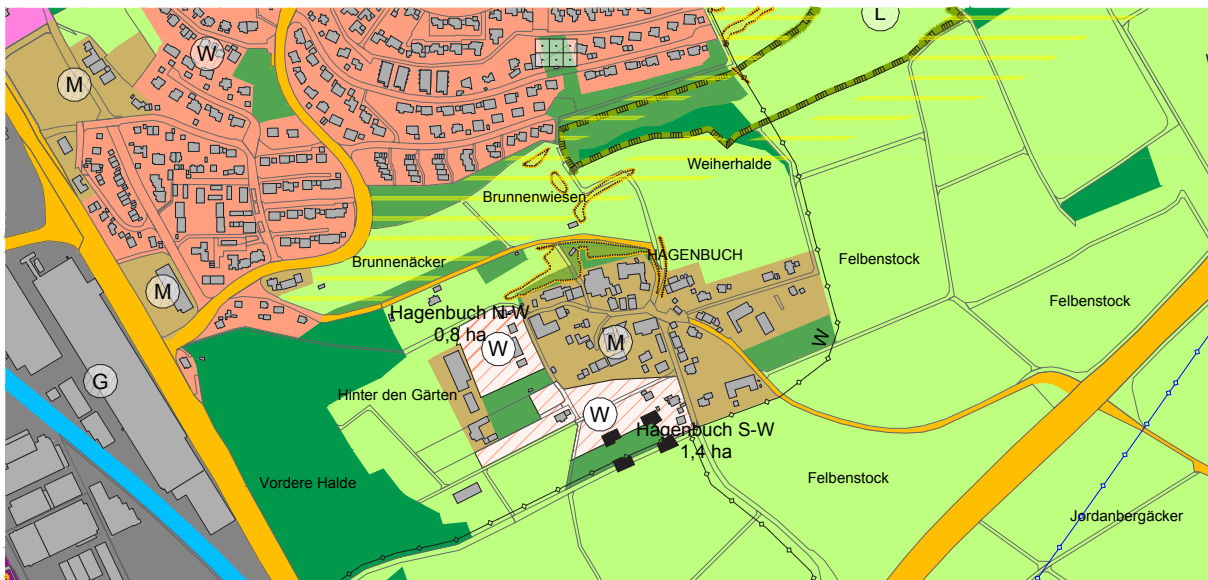 L
W
M
Weiherhalde
Brunnenwiesen
HAGENBUCH
Brunnenäcker
Felbenstock
Felbenstock
M
Hagenbuch N-W
0,8 ha
W
M
W
G
Hinter den Gärten
W
Hagenbuch S-W
1,4 ha
Vordere Halde
Felbenstock
Jordanbergäcker